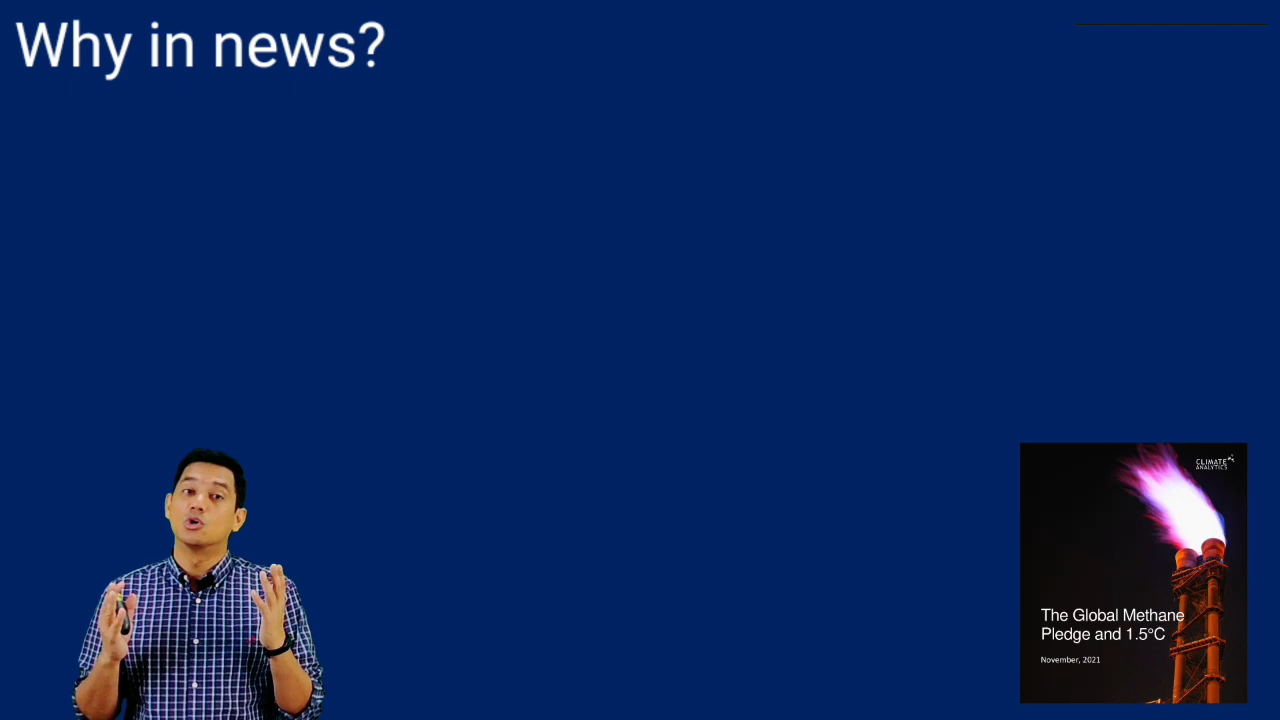 Why in news?
CLIMATE
ANALYTICS
The Global Methane
Pledge and 1.5°C
November, 2021